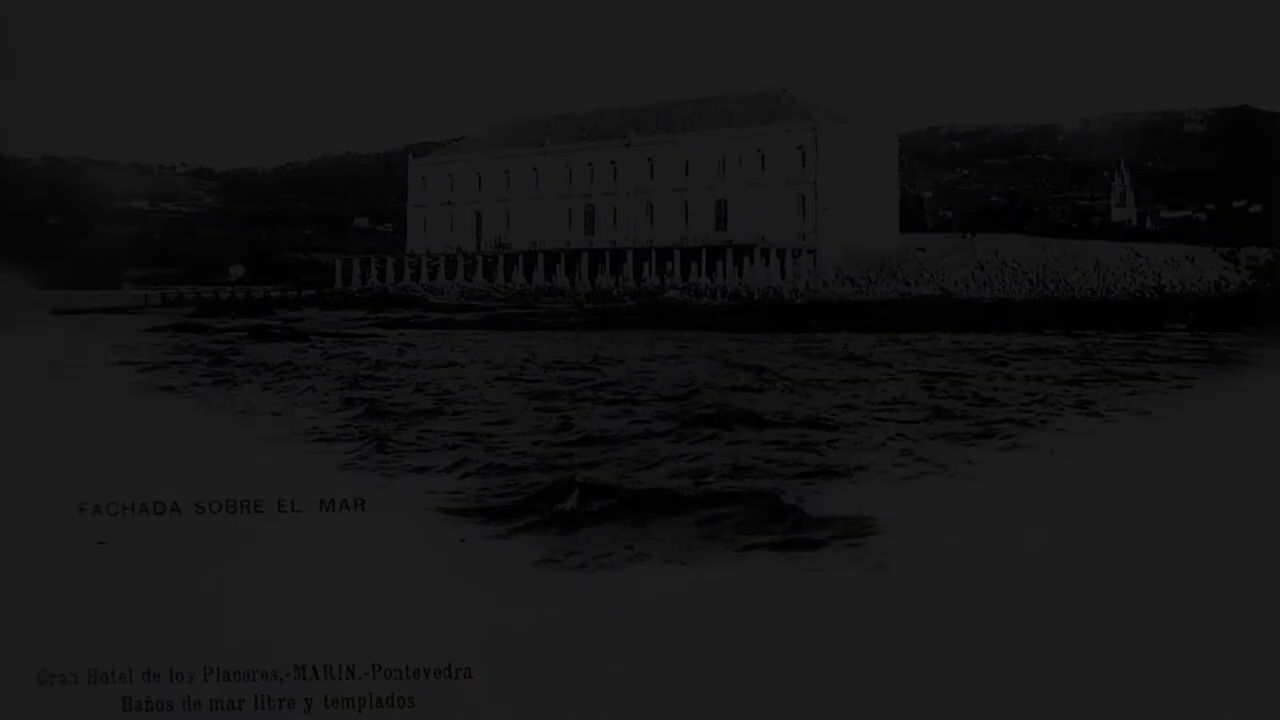 FACHADA SOBRE EL MAR
Gran Hotel de los Placeres,-MARÍN.-Pontevedra
Baños de mar libre y templados